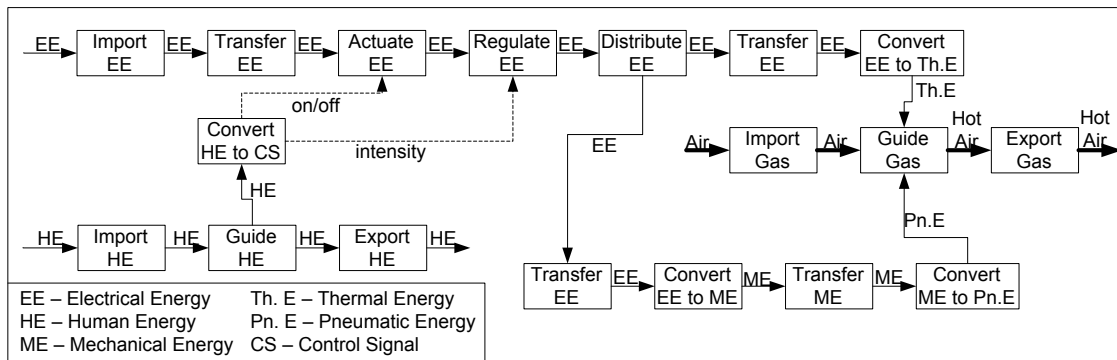 EE
Import
EE
EE
Transfer
EE
EE
Actuate
EE
EE
Regulate
EE
EE
Distribute
EE
EE
Transfer
EE
EE
Convert
EE to Th.E
on/off
Th.E
Convert
HE to CS
intensity
EE
Air
Import
Gas
Air
Guide
Gas
Hot
Air
Export
Gas
Hot
Air
HE
Pn.E
HE
Import
HE
HE
Guide
HE
HE
Export
HE
HE
Transfer
EE
EE
Convert
EE to ME
ME
Transfer
ME
ME
Convert
ME to Pn.E
EE – Electrical Energy
Th. E – Thermal Energy
HE – Human Energy
Pn. E – Pneumatic Energy
ME – Mechanical Energy
CS – Control Signal